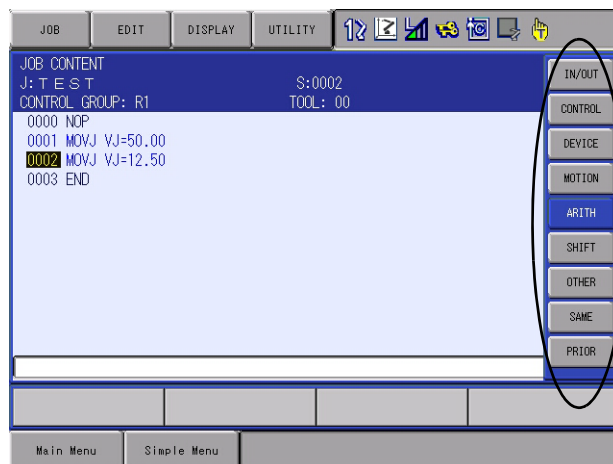 JOB EDIT DISPLAY UTILITY
JOB CONTENT
J:TEST S:0002
CONTROL GROUP: R1 TOOL: 00
0000 NOP
0001 MOVJ VJ=50.00
0002 MOVJ VJ=12.50
0003 END
IN/OUT
CONTROL
DEVICE
MOTION
ARITH
SHIFT
OTHER
SAME
PRIOR
Main Menu Simple Menu